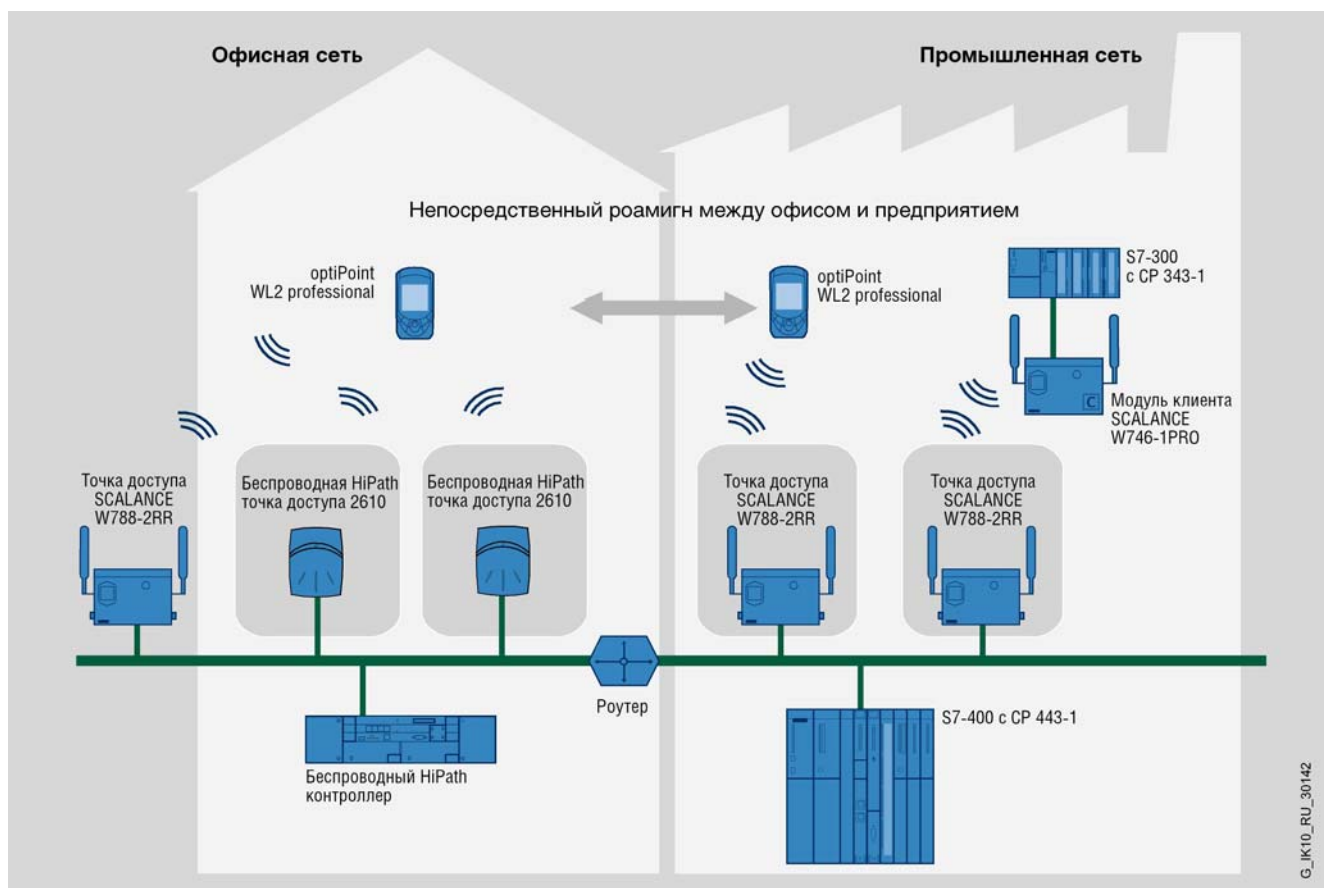 Офисная сеть
Промышленная сеть
Непосредственный роамигн между офисом и предприятием
optiPoint
WL2 professional
optiPoint
WL2 professional
S7-300
с CP 343-1
Модуль клиента
SCALANCE
W746-1PRO
Точка доступа
SCALANCE
W788-2RR
Беспроводная HiPath
точка доступа 2610
Беспроводная HiPath
точка доступа 2610
Точка доступа
SCALANCE
W788-2RR
Точка доступа
SCALANCE
W788-2RR
C
Роутер
Беспроводный HiPath
контроллер
S7-400 с CP 443-1
G_IK10_RU_30142